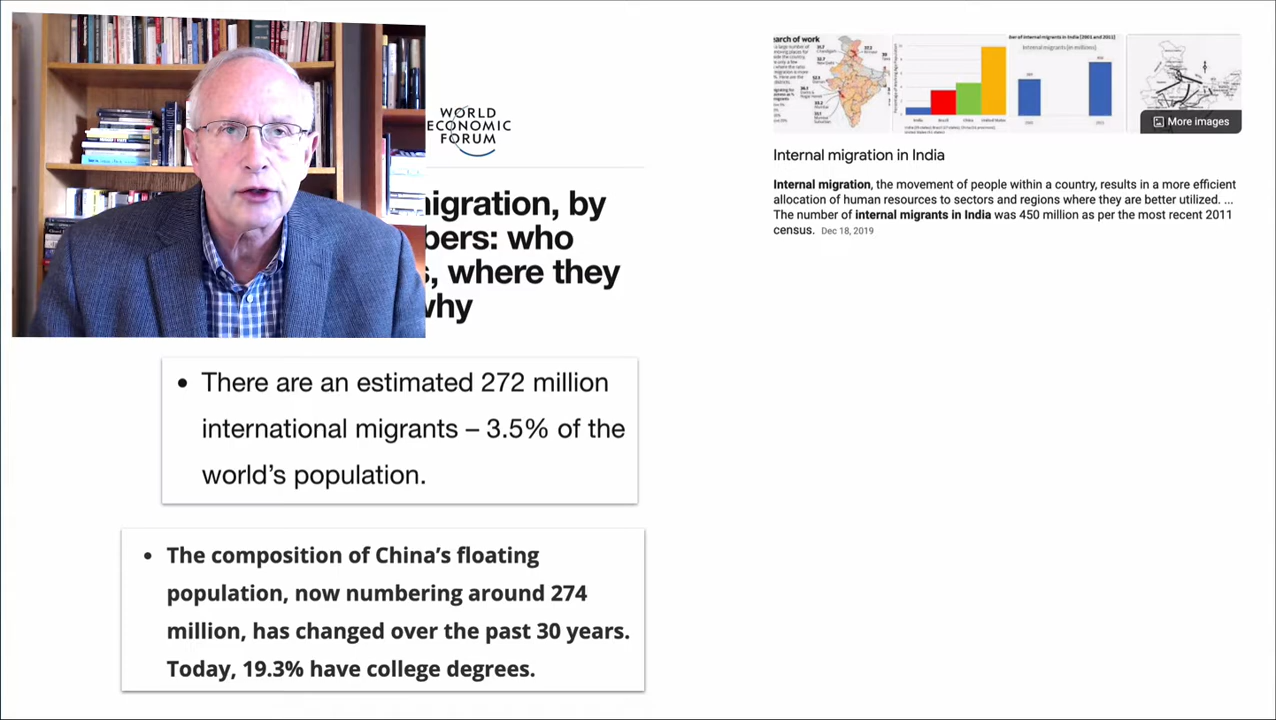 WORLD
ECONOMIC
FORUM
igration, by
bers: who
, where they
why
There are an estimated 272 million
international migrants – 3.5% of the
world's population.
The composition of China's floating
population, now numbering around 274
million, has changed over the past 30 years.
Today, 19.3% have college degrees.
arch of work
More images
Internal migration in India
Internal migration, the movement of people within a country, results in a more efficient
allocation of human resources to sectors and regions where they are better utilized. ...
The number of internal migrants in India was 450 million as per the most recent 2011
census. Dec 18, 2019